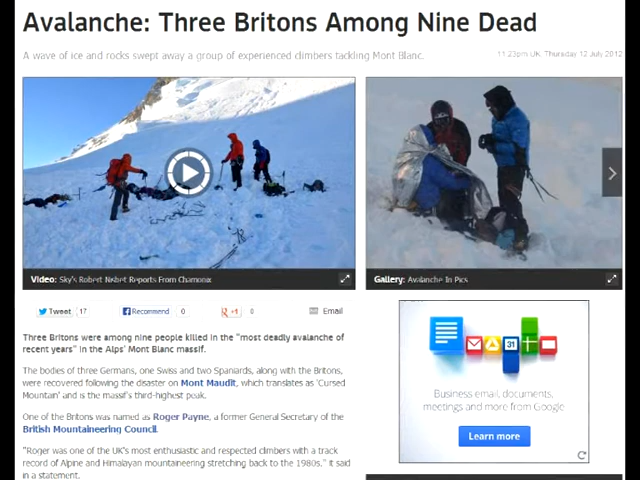 Avalanche: Three Britons Among Nine Dead
A wave of ice and rocks swept away a group of experienced climbers tackling Mont Blanc.
11:23pm UK, Thursday 12 July 2012
Video: Sky's Robert Nisbet Reports From Chamonix
Gallery: Avalanche In Pics
Tweet 17 Recommend 0 +1 0 Email
Three Britons were among nine people killed in the "most deadly avalanche of
recent years" in the Alps' Mont Blanc massif.
The bodies of three Germans, one Swiss and two Spaniards, along with the Britons,
were recovered following the disaster on Mont Maudit, which translates as 'Cursed
Mountain' and is the massif's third-highest peak.
One of the Britons was named as Roger Payne, a former General Secretary of the
British Mountaineering Council.
"Roger was one of the UK's most enthusiastic and respected climbers with a track
record of Alpine and Himalayan mountaineering stretching back to the 1980s," it said
in a statement.
31
Business email, documents,
meetings and more from Google
Learn more